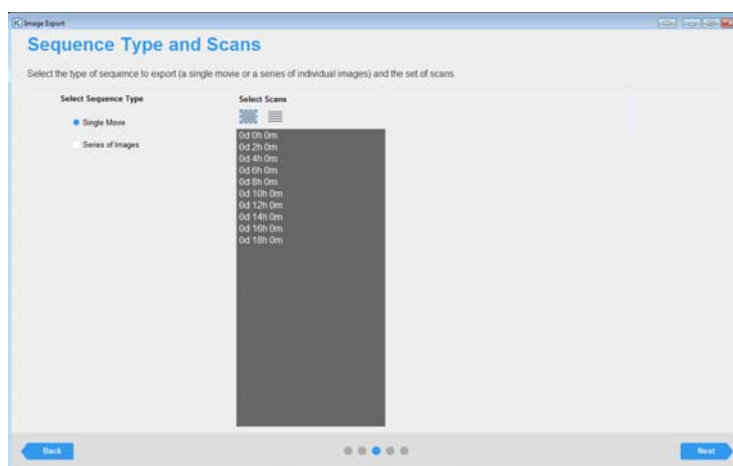 Image Export
Sequence Type and Scans
Select the type of sequence to export (a single movie or a series of individual images) and the set of scans.
Select Sequence Type
Single Movie
Series of Images
Select Scans
0d 0h 0m
0d 2h 0m
0d 4h 0m
0d 6h 0m
0d 8h 0m
0d 10h 0m
0d 12h 0m
0d 14h 0m
0d 16h 0m
0d 18h 0m
Back
Next